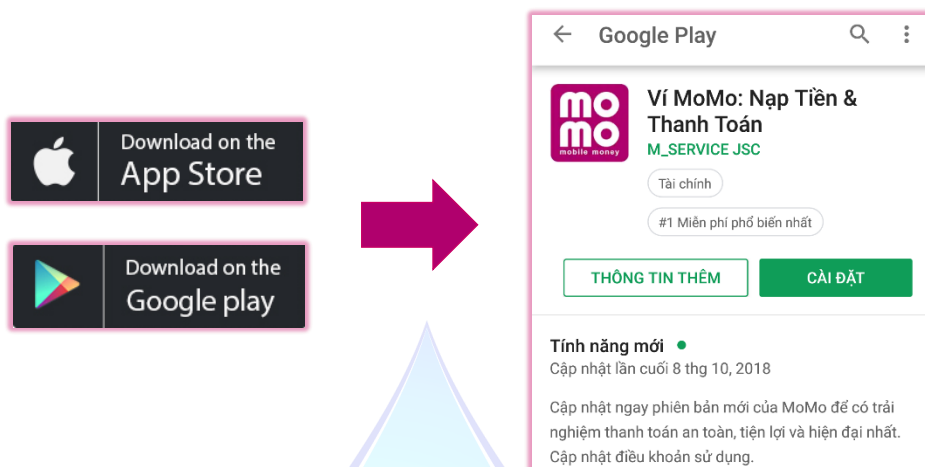 Download on the
App Store
Download on the
Google play
Google Play
mo
mo
mobile money
Ví MoMo: Nạp Tiền &
Thanh Toán
M_SERVICE JSC
Tài chính
#1 Miễn phí phổ biến nhất
THÔNG TIN THÊM
CÀI ĐẶT
Tính năng mới
Cập nhật lần cuối 8 thg 10, 2018
Cập nhật ngay phiên bản mới của MoMo để có trải
nghiệm thanh toán an toàn, tiện lợi và hiện đại nhất.
Cập nhật điều khoản sử dụng.